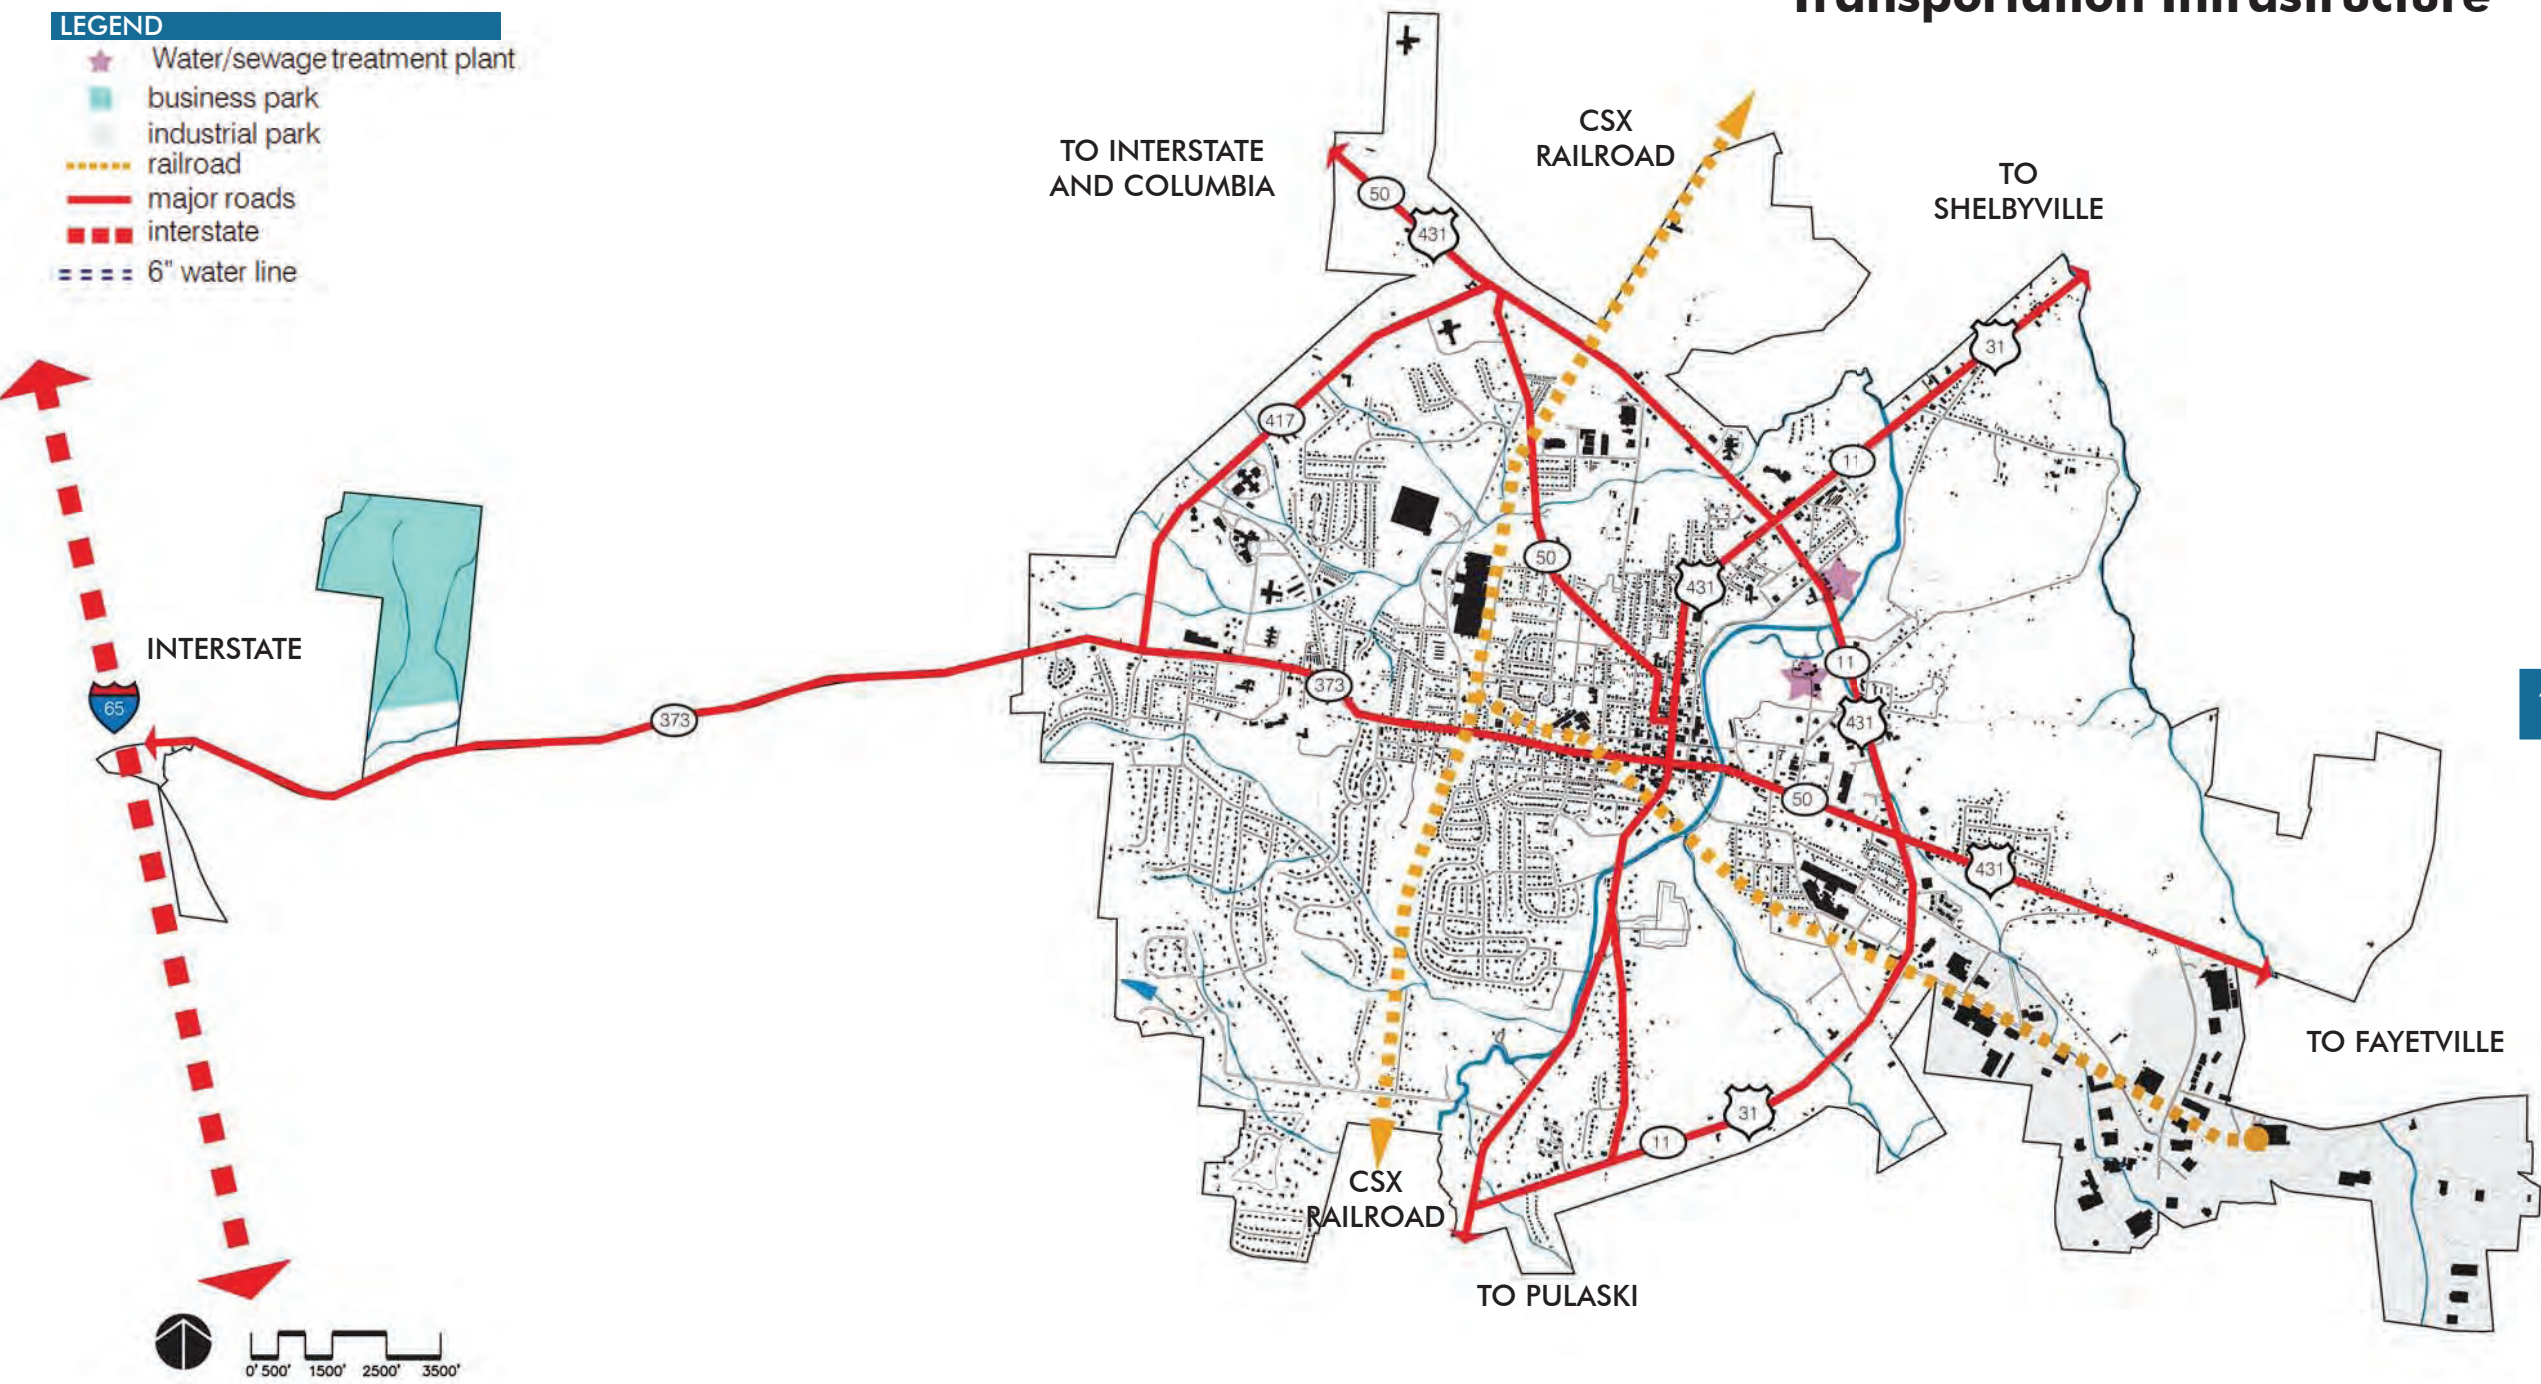 Transportation Infrastructure
LEGEND
Water/sewage treatment plant
business park
industrial park
railroad
major roads
interstate
6" water line
TO INTERSTATE
AND COLUMBIA
CSX
RAILROAD
TO
SHELBYVILLE
50
431
31
417
11
50
431
INTERSTATE
65
373
373
11
431
50
431
TO FAYETVILLE
31
11
CSX
RAILROAD
TO PULASKI
0' 500' 1500' 2500' 3500'